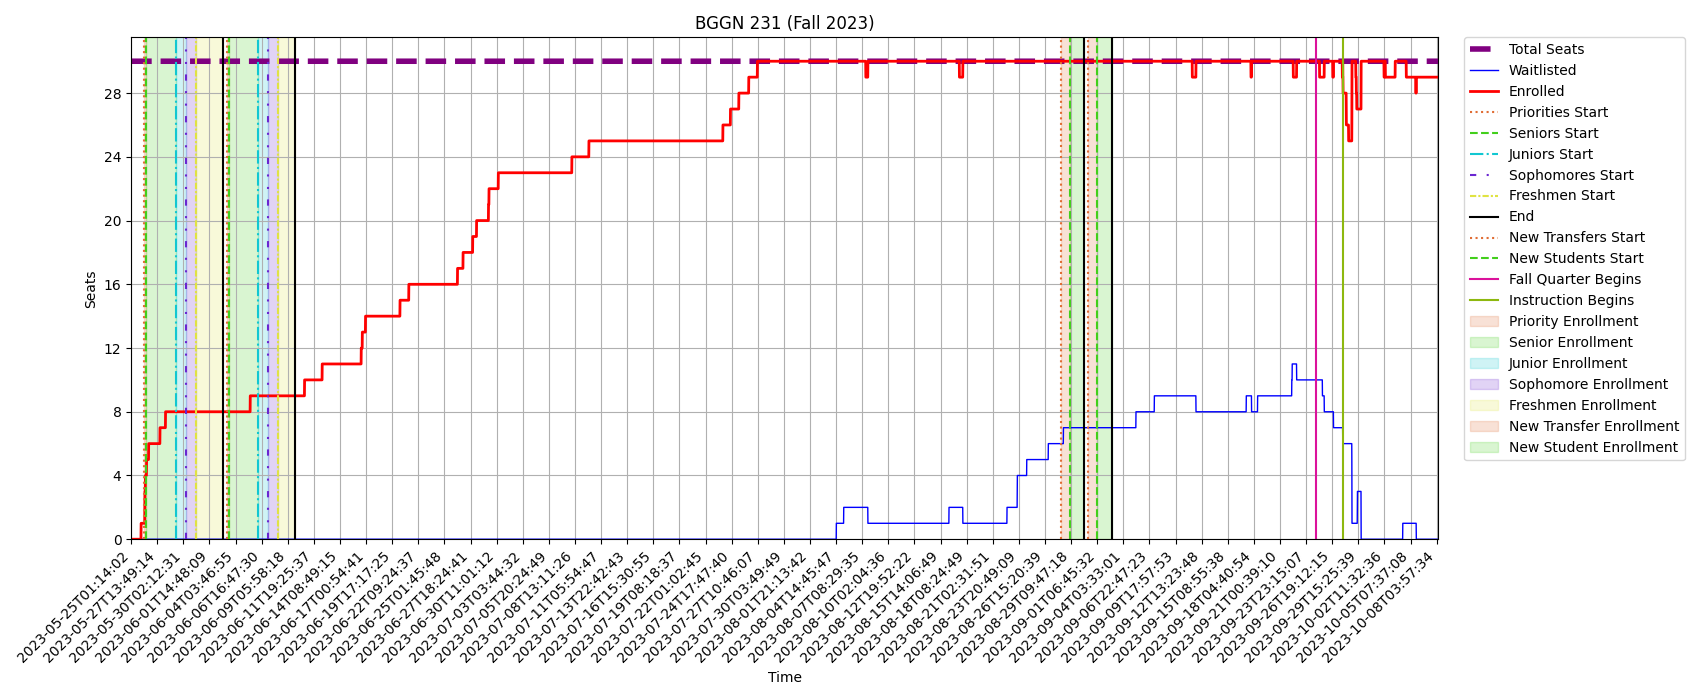 BGGN 231 (Fall 2023)
Seats
28
24
20
16
12
8
4
0
2023-05-25T01:14:02
2023-05-27T13:49:14
2023-05-30T02:12:31
2023-06-01T14:48:09
2023-06-04T03:46:55
2023-06-06T16:47:30
2023-06-09T05:58:18
2023-06-11T19:25:37
2023-06-14T08:49:15
2023-06-17T00:54:41
2023-06-19T17:17:25
2023-06-22T09:24:37
2023-06-25T01:45:48
2023-06-27T18:24:41
2023-06-30T11:01:12
2023-07-03T03:44:32
2023-07-05T20:24:49
2023-07-08T13:11:26
2023-07-11T05:54:47
2023-07-13T22:42:43
2023-07-16T15:30:55
2023-07-19T08:18:37
2023-07-22T01:02:45
2023-07-24T17:47:40
2023-07-27T10:46:07
2023-07-30T03:49:49
2023-08-01T21:13:42
2023-08-04T14:45:47
2023-08-07T08:29:35
2023-08-10T02:04:36
2023-08-12T19:52:22
2023-08-15T14:06:49
2023-08-18T08:24:49
2023-08-21T02:31:51
2023-08-23T20:49:09
2023-08-26T15:20:39
2023-08-29T09:47:18
2023-09-01T06:45:32
2023-09-04T04:33:01
2023-09-06T22:47:23
2023-09-09T17:57:53
2023-09-12T13:23:48
2023-09-15T08:55:38
2023-09-18T04:40:54
2023-09-21T00:39:10
2023-09-23T23:15:07
2023-09-26T19:12:15
2023-09-29T15:25:39
2023-10-02T11:32:36
2023-10-05T07:37:08
2023-10-08T03:57:34
Time
Total Seats
Waitlisted
Enrolled
Priorities Start
Seniors Start
Juniors Start
Sophomores Start
Freshmen Start
End
New Transfers Start
New Students Start
Fall Quarter Begins
Instruction Begins
Priority Enrollment
Senior Enrollment
Junior Enrollment
Sophomore Enrollment
Freshmen Enrollment
New Transfer Enrollment
New Student Enrollment